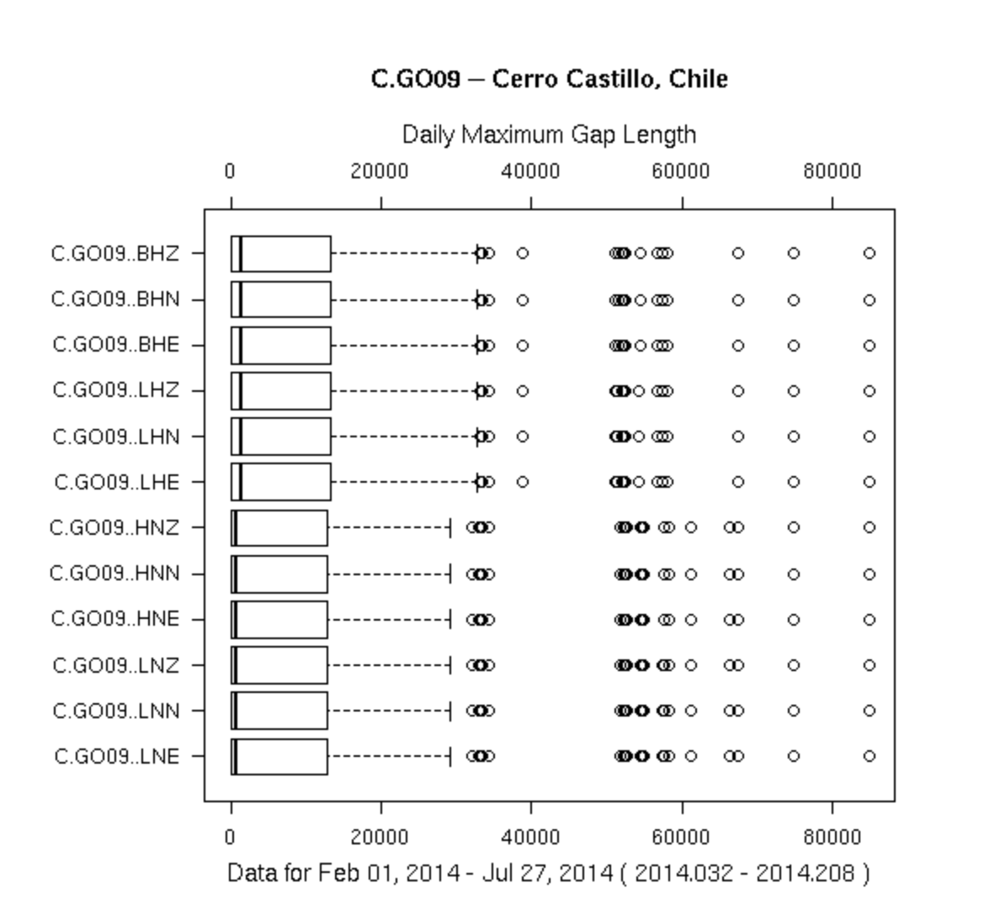 C.GO09 – Cerro Castillo, Chile
Daily Maximum Gap Length
0 20000 40000 60000 80000
C.GO09..BHZ
C.GO09..BHN
C.GO09..BHE
C.GO09..LHZ
C.GO09..LHN
C.GO09..LHE
C.GO09..HNZ
C.GO09..HNN
C.GO09..HNE
C.GO09..LNZ
C.GO09..LNN
C.GO09..LNE
0 20000 40000 60000 80000
Data for Feb 01, 2014 - Jul 27, 2014 ( 2014.032 - 2014.208 )